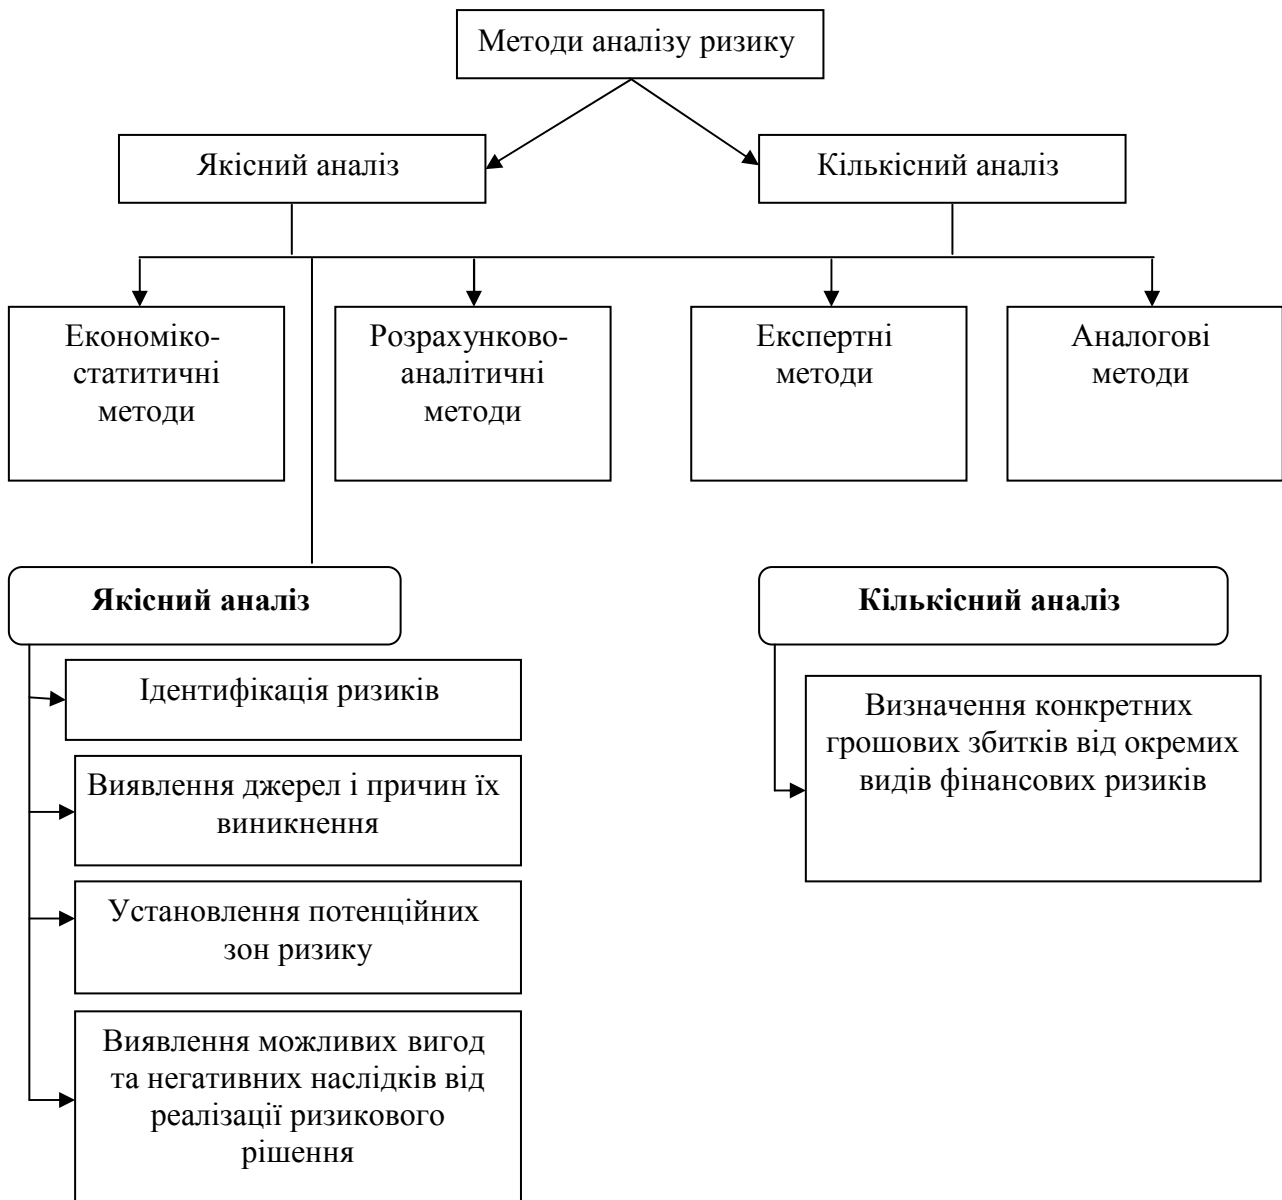 Методи аналізу ризику
Якісний аналіз
Кількісний аналіз
Економіко-
статитичні
методи
Розрахунково-
аналітичні
методи
Експертні
методи
Аналогові
методи
Якісний аналіз
Кількісний аналіз
Ідентифікація ризиків
Виявлення джерел і причин їх
виникнення
Установлення потенційних
зон ризику
Виявлення можливих вигод
та негативних наслідків від
реалізації ризикового
рішення
Визначення конкретних
грошових збитків від окремих
видів фінансових ризиків